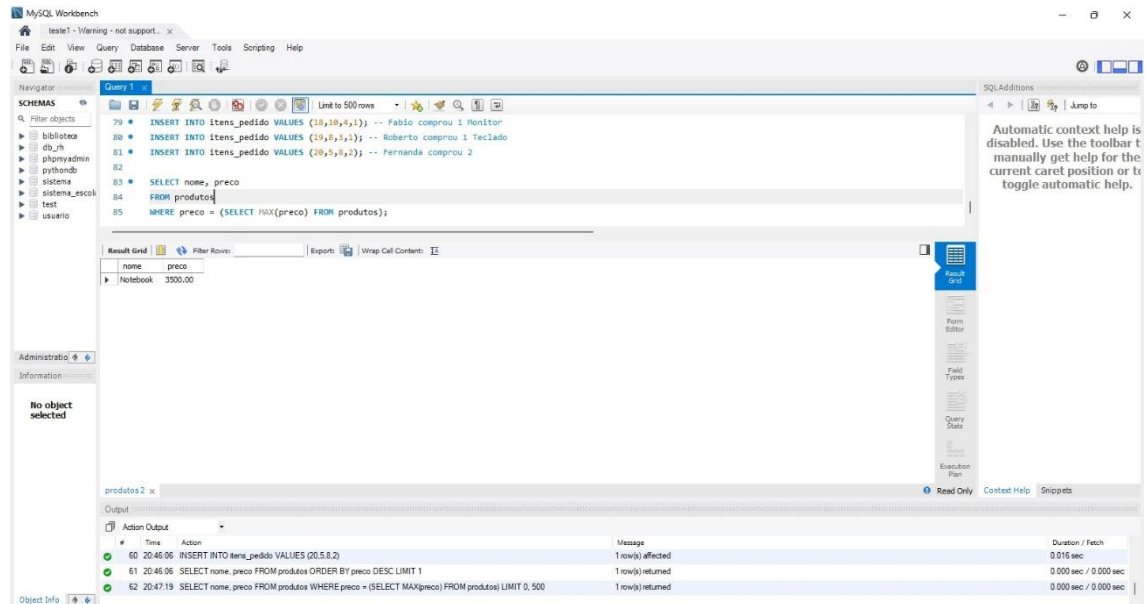 MySQL Workbench
teste1 - Warning - not support...
File Edit View Query Database Server Tools Scripting Help
Navigator
SCHEMAS
Filter objects
biblioteca
db_rh
phpmyadmin
pythondb
sistema
sistema_escola
test
usuario
Administratio
Information
No object
selected
Object Info
Query 1
Limit to 500 rows
79 INSERT INTO itens_pedido VALUES (18,10,4,1); -- Fabio comprou 1 Monitor
80 INSERT INTO itens_pedido VALUES (19,8,3,1); -- Roberto comprou 1 Teclado
81 INSERT INTO itens_pedido VALUES (20,5,8,2); -- Fernanda comprou 2
82
83 SELECT nome, preco
84 FROM produtos
85 WHERE preco = (SELECT MAX(preco) FROM produtos);
Result Grid Filter Rows: Export: Wrap Cell Content:
nome preco
Notebook 3500.00
Result
Grid
Form
Editor
Field
Types
Query
Stats
Execution
Plan
produtos 2
Read Only
Output
Action Output
# Time Action Message Duration / Fetch
60 20:46:06 INSERT INTO itens_pedido VALUES (20,5,8,2) 1 row(s) affected 0.016 sec
61 20:46:06 SELECT nome, preco FROM produtos ORDER BY preco DESC LIMIT 1 1 row(s) returned 0.000 sec / 0.000 sec
62 20:47:19 SELECT nome, preco FROM produtos WHERE preco = (SELECT MAX(preco) FROM produtos) LIMIT 0, 500 1 row(s) returned 0.000 sec / 0.000 sec
SQLAdditions
Jump to
Automatic context help is
disabled. Use the toolbar t
manually get help for the
current caret position or to
toggle automatic help.
Context Help Snippets